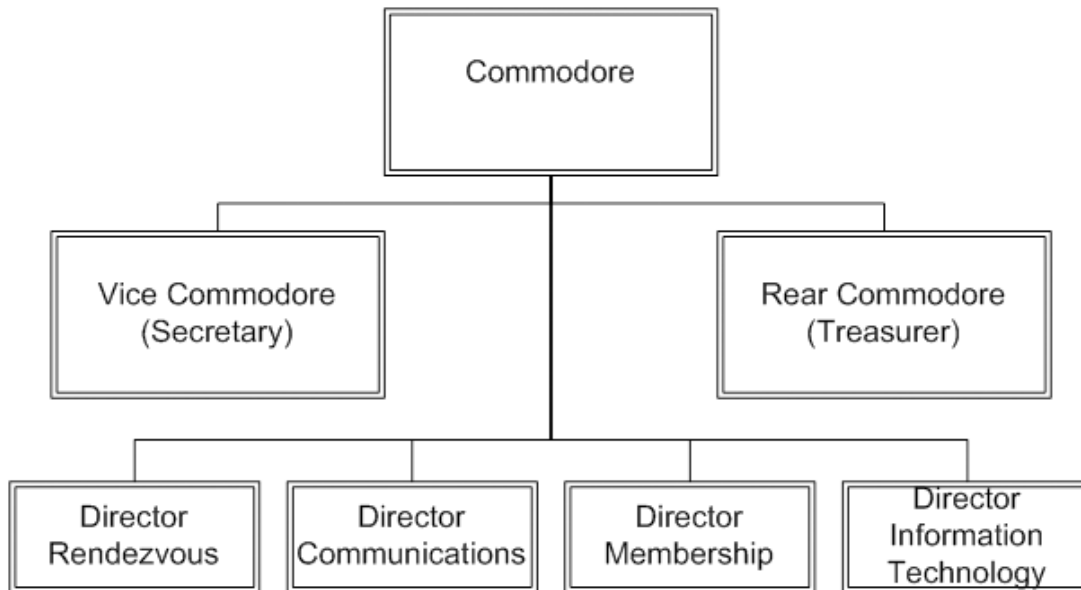 Commodore
Vice Commodore
(Secretary)
Rear Commodore
(Treasurer)
Director
Rendezvous
Director
Communications
Director
Membership
Director
Information
Technology